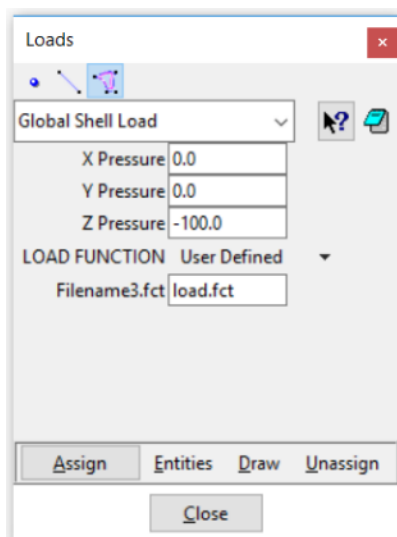 Loads
Global Shell Load
X Pressure 0.0
Y Pressure 0.0
Z Pressure -100.0
LOAD FUNCTION User Defined
Filename3.fct load.fct
Assign Entities Draw Unassign
Close